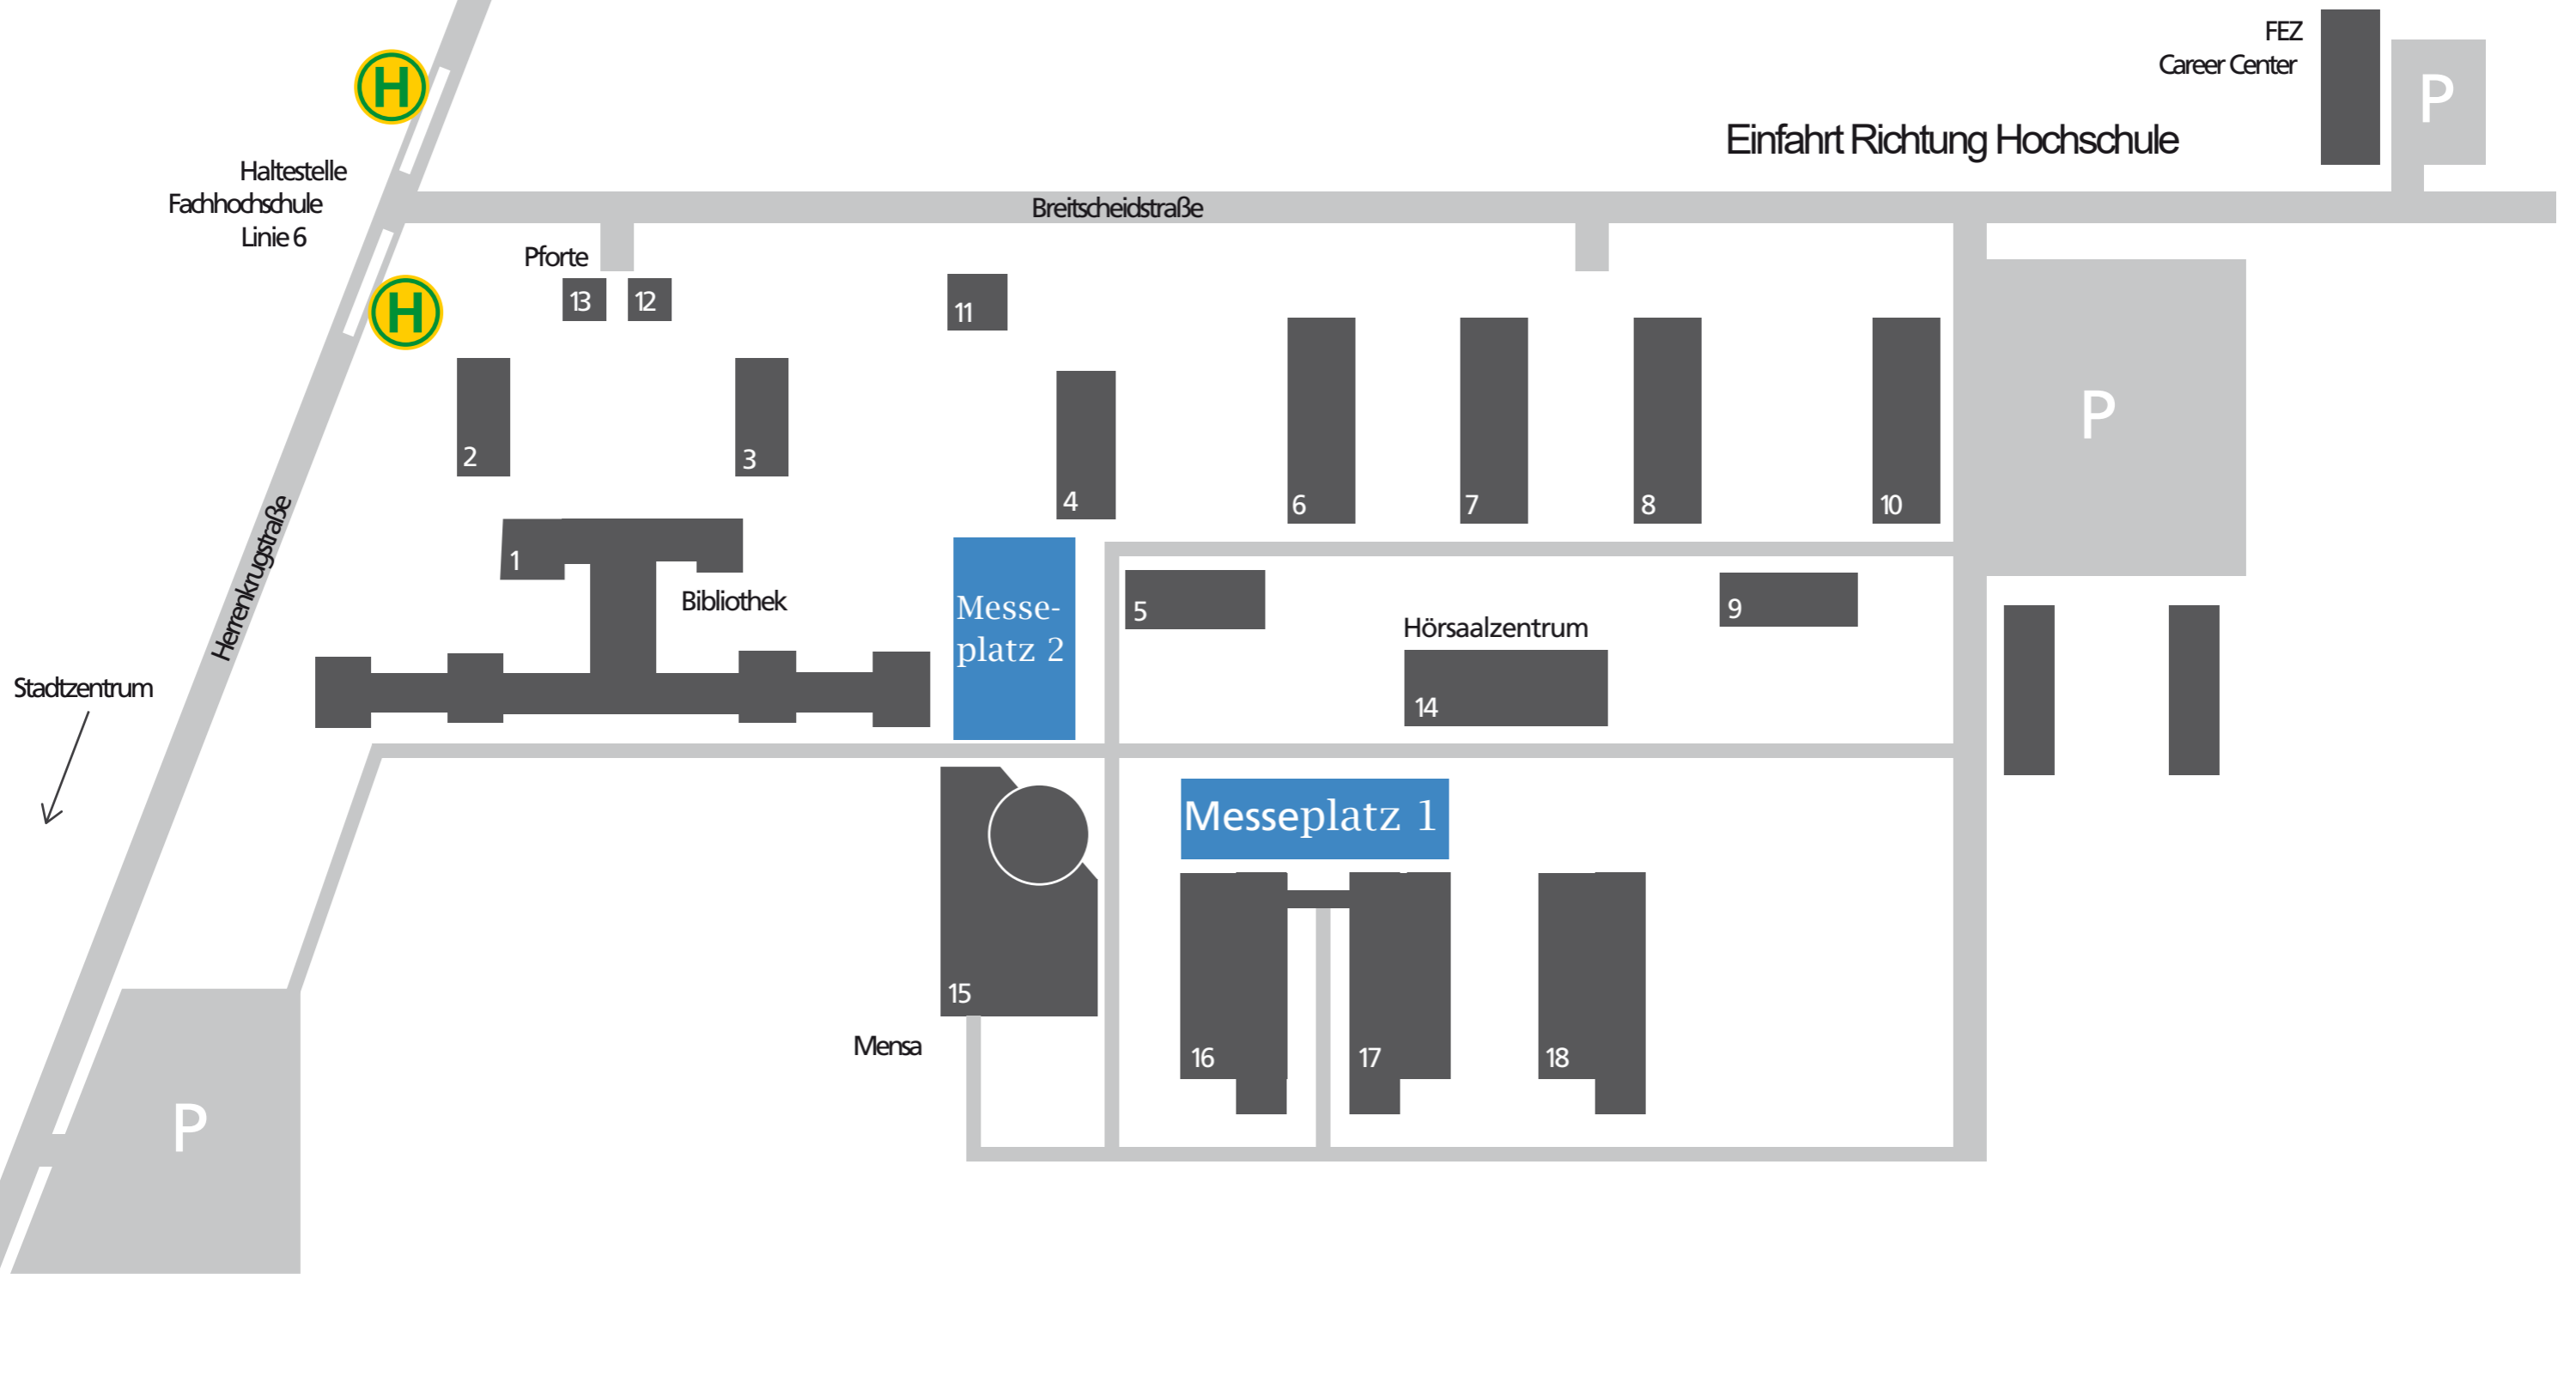 FEZ
Career Center
P
H
Einfahrt Richtung Hochschule
Haltestelle
Fachhochschule
Linie 6
Breitscheidstraße
Pforte
H
13
12
11
2
3
4
6
7
8
10
P
Herrenkrugstraße
1
Bibliothek
Messe-
platz 2
5
9
Hörsaalzentrum
14
Stadtzentrum
Messeplatz 1
15
Mensa
16
17
18
P